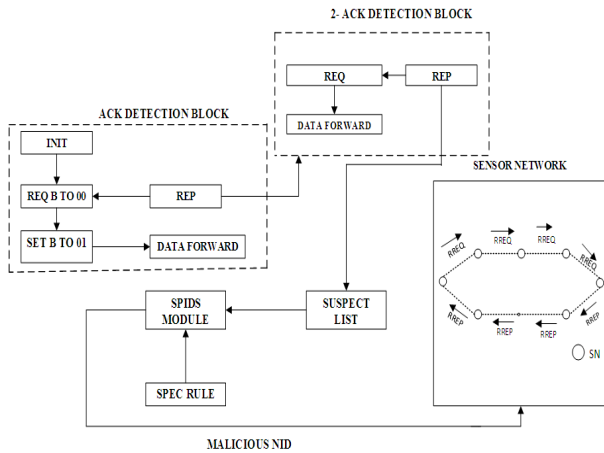 2- ACK DETECTION BLOCK
REQ
REP
DATA FORWARD
ACK DETECTION BLOCK
INIT
REQ B TO 00
REP
SET B TO 01
DATA FORWARD
SENSOR NETWORK
RREQ
RREQ
RREQ
RREQ
RREP
RREP
RREP
RREP
SN
SPIDS
MODULE
SUSPECT
LIST
SPEC RULE
MALICIOUS NID